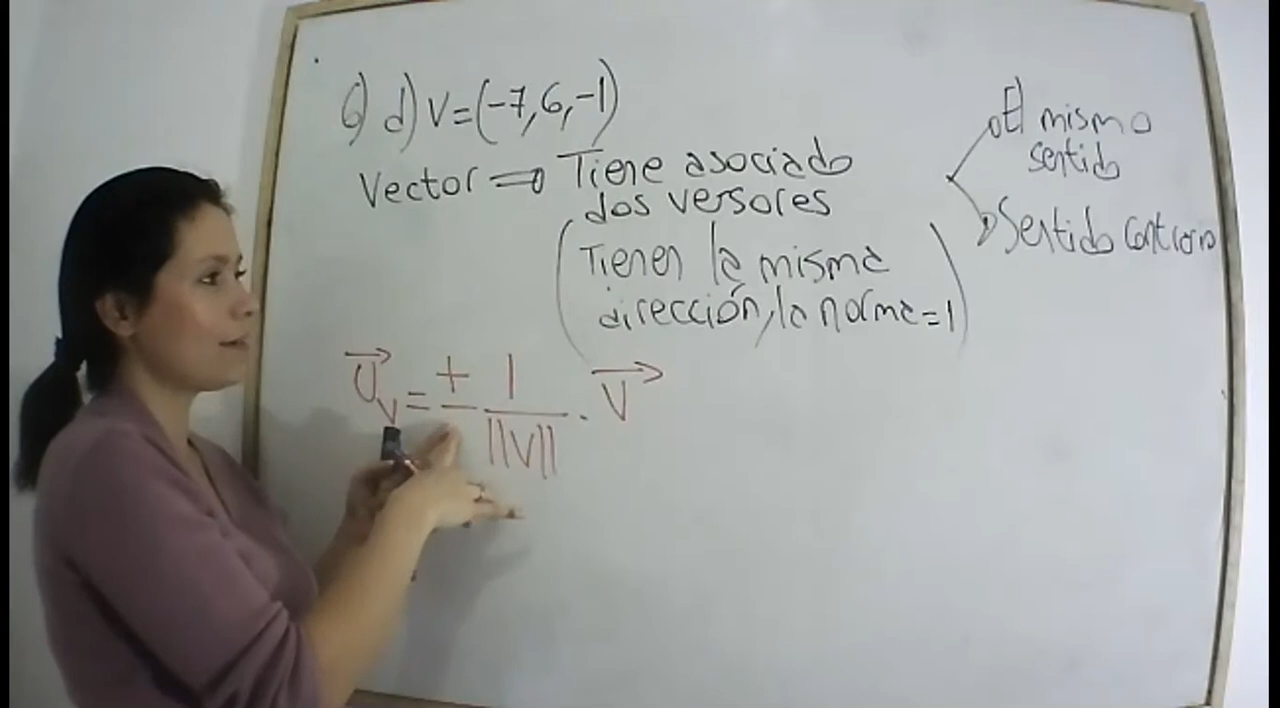 6) d) V=(-7,6,-1)
Vector ⇒ Tiene asociado
dos versores
(Tienen la misma
dirección, la norma=1)
El mismo
sentido
Sentido contrario
U⃗ᵥ = ± 1/||V|| · V⃗